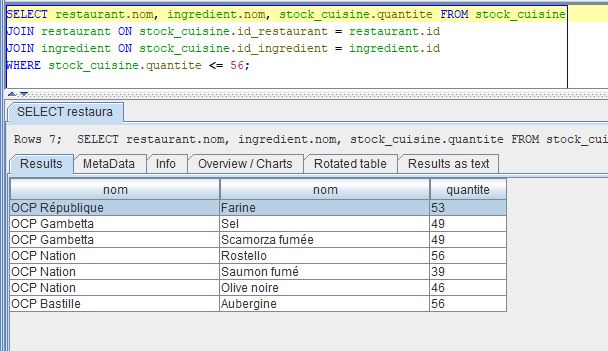 SELECT restaurant.nom, ingredient.nom, stock_cuisine.quantite FROM stock_cuisine
JOIN restaurant ON stock_cuisine.id_restaurant = restaurant.id
JOIN ingredient ON stock_cuisine.id_ingredient = ingredient.id
WHERE stock_cuisine.quantite <= 56;
SELECT restaura
Rows 7; SELECT restaurant.nom, ingredient.nom, stock_cuisine.quantite FROM stock_cui
Results MetaData Info Overview / Charts Rotated table Results as text
nom nom quantite
OCP République Farine 53
OCP Gambetta Sel 49
OCP Gambetta Scamorza fumée 49
OCP Nation Rostello 56
OCP Nation Saumon fumé 39
OCP Nation Olive noire 46
OCP Bastille Aubergine 56